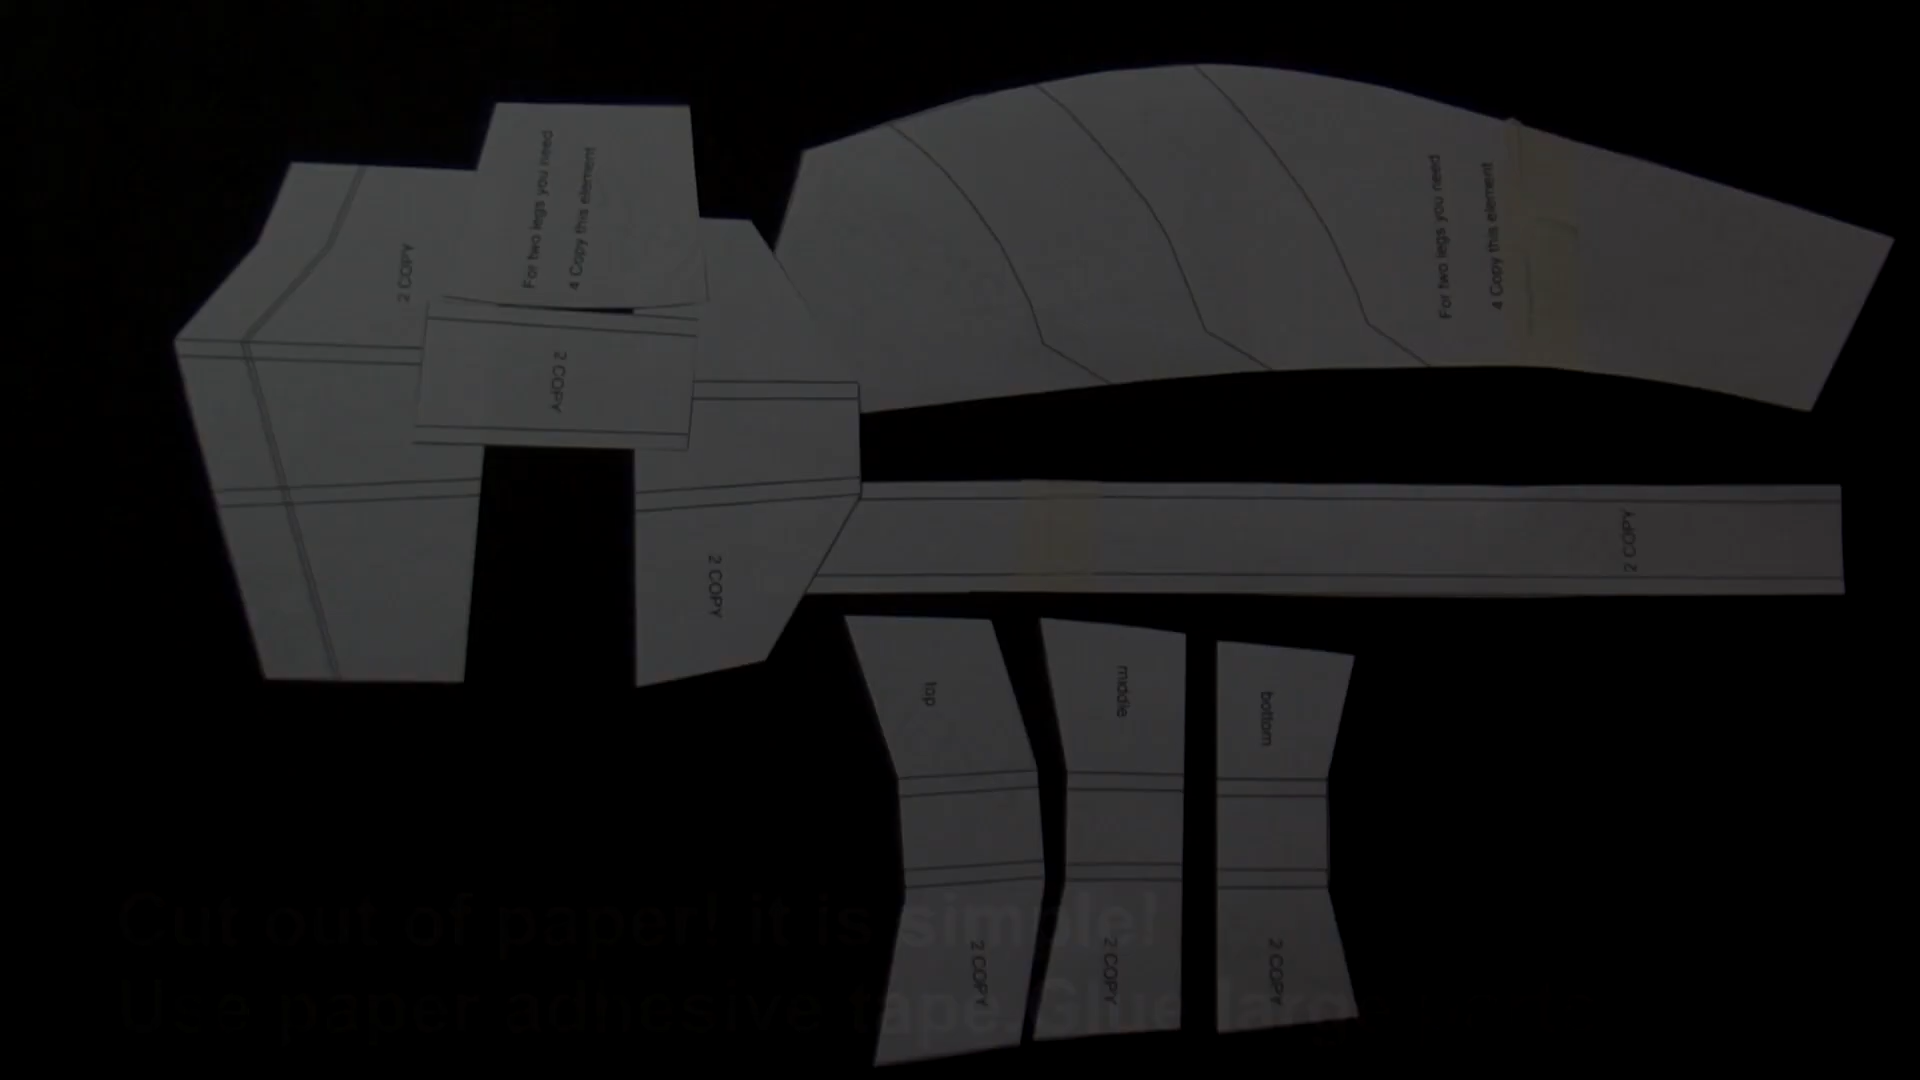 For two legs you need
4 Copy this element
2 COPY
2 COPY
2 COPY
For two legs you need
4 Copy this element
2 COPY
top
middle
bottom
2 COPY
2 COPY
2 COPY
Cut out of paper! it is simple!
Use paper adhesive tape. Glue large